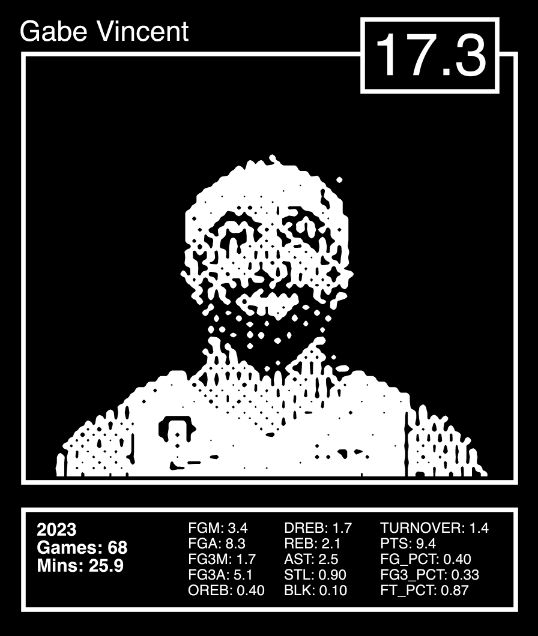 Gabe Vincent
17.3
2023
Games: 68
Mins: 25.9
FGM: 3.4
FGA: 8.3
FG3M: 1.7
FG3A: 5.1
OREB: 0.40
DREB: 1.7
REB: 2.1
AST: 2.5
STL: 0.90
BLK: 0.10
TURNOVER: 1.4
PTS: 9.4
FG_PCT: 0.40
FG3_PCT: 0.33
FT_PCT: 0.87